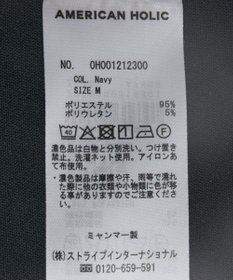 AMERICAN HOLIC
NO. 0H001212300
COL. Navy
SIZE M
ポリエステル 95%
ポリウレタン 5%
40
濃色品は白物と分別洗い。つけ置き
禁止。洗濯ネット使用。アイロンあ
て布使用。
濃色製品は摩擦や汗、雨等で濡れ
た際に他の衣類や小物類に色が移
る事がありますのでご注意くださ
い。
ミャンマー製
(株)ストライプインターナショナル
0120-659-591